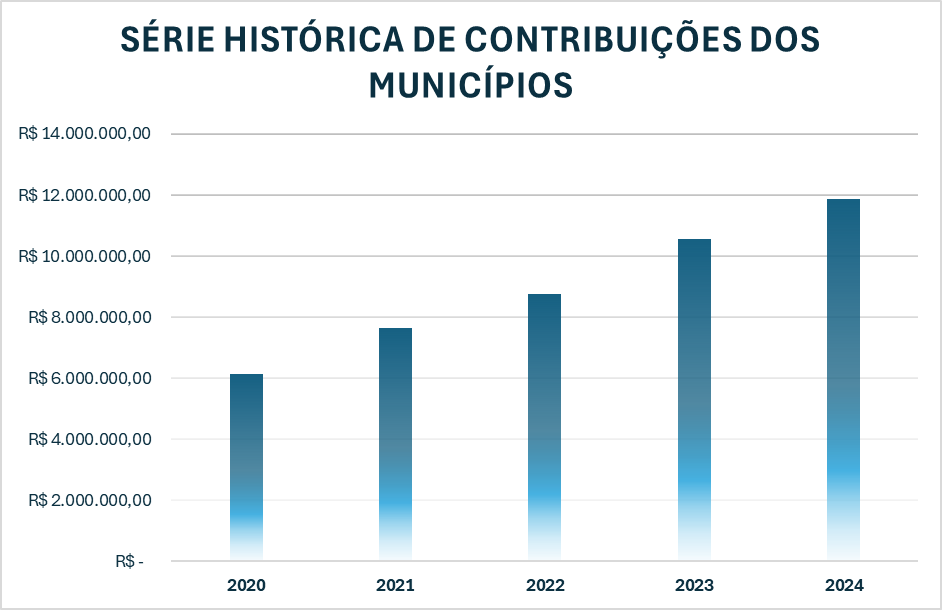 SÉRIE HISTÓRICA DE CONTRIBUIÇÕES DOS
MUNICÍPIOS
R$ 14.000.000,00
R$ 12.000.000,00
R$ 10.000.000,00
R$ 8.000.000,00
R$ 6.000.000,00
R$ 4.000.000,00
R$ 2.000.000,00
R$ -
2020 2021 2022 2023 2024